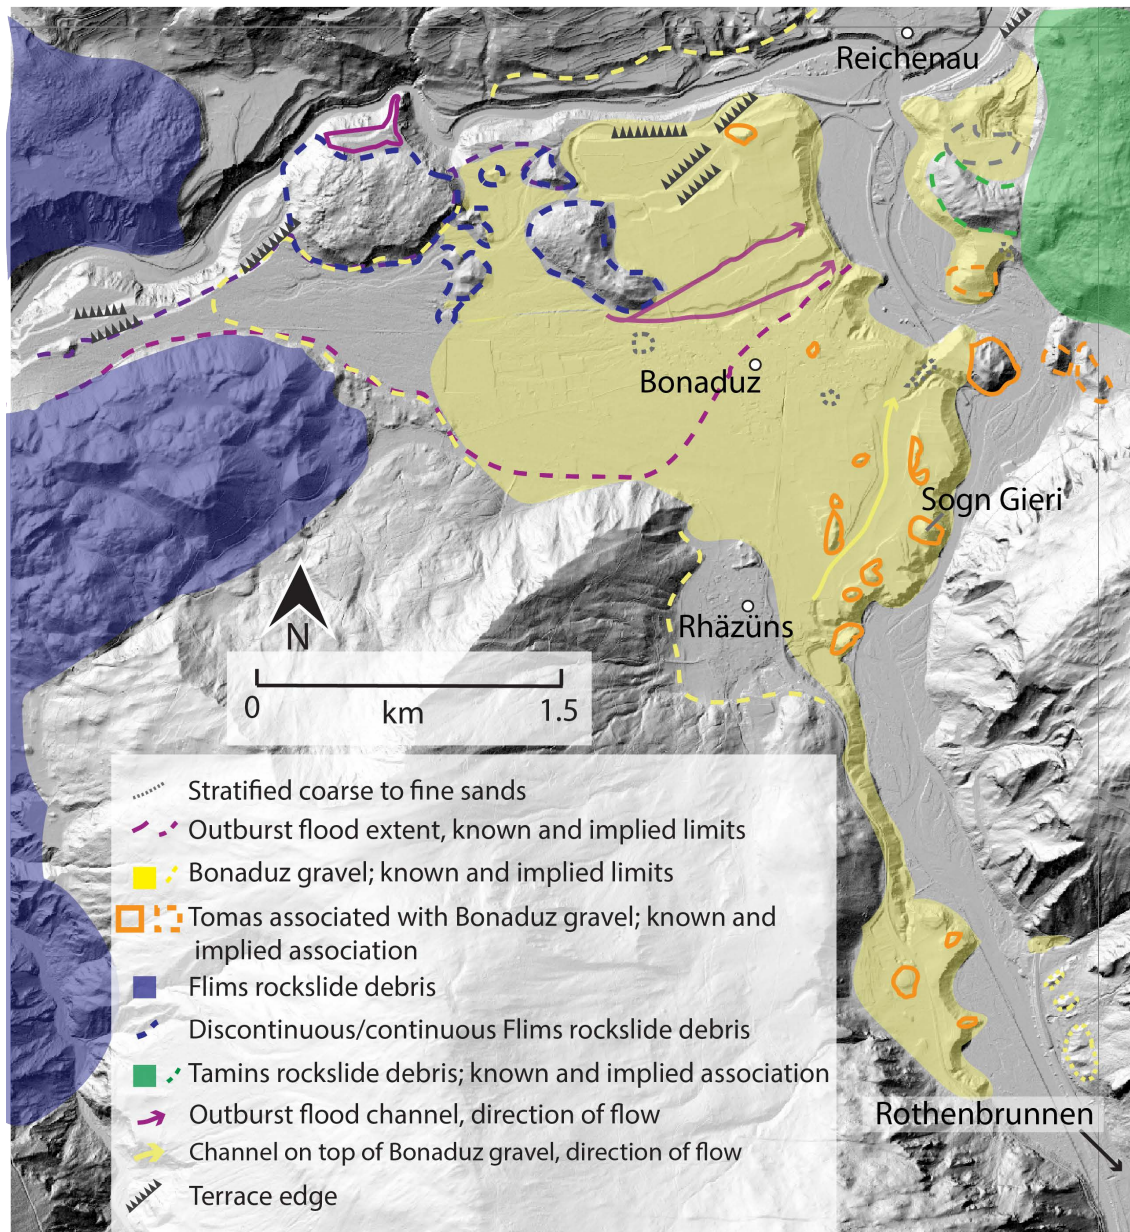 Reichenau
Bonaduz
Sogn Gieri
Rhäzüns
N
0 km 1.5
Stratified coarse to fine sands
Outburst flood extent, known and implied limits
Bonaduz gravel; known and implied limits
Tomas associated with Bonaduz gravel; known and
implied association
Flims rockslide debris
Discontinuous/continuous Flims rockslide debris
Tamins rockslide debris; known and implied association
Outburst flood channel, direction of flow
Channel on top of Bonaduz gravel, direction of flow
Terrace edge
Rothenbrunnen